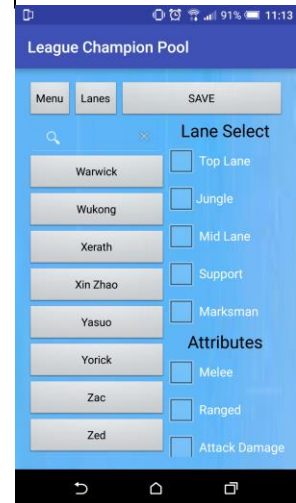 91% 11:13
League Champion Pool
Menu Lanes SAVE
Lane Select
Top Lane
Warwick
Jungle
Wukong
Mid Lane
Xerath
Support
Xin Zhao
Marksman
Yasuo
Attributes
Yorick
Melee
Zac
Ranged
Zed
Attack Damage